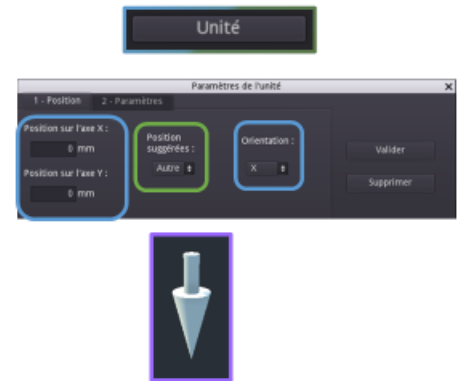 Unité
Paramètres de l'unité x
1 - Position 2 - Paramètres
Position sur l'axe X :
0 mm
Position sur l'axe Y :
0 mm
Position
suggérées :
Autre
Orientation :
X
Valider
Supprimer